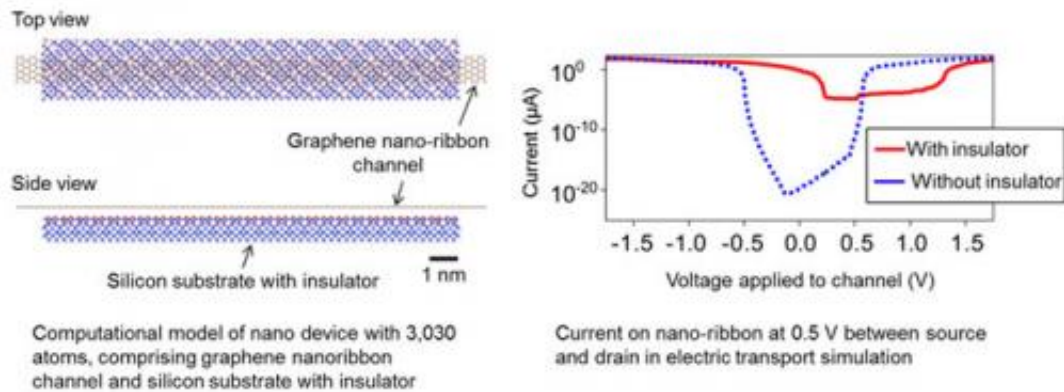 Top view
Graphene nano-ribbon
channel
Side view
Silicon substrate with insulator
1 nm
Computational model of nano device with 3,030
atoms, comprising graphene nanoribbon
channel and silicon substrate with insulator
Current (μA)
10⁰
10⁻¹⁰
10⁻²⁰
With insulator
Without insulator
-1.5 -1.0 -0.5 0.0 0.5 1.0 1.5
Voltage applied to channel (V)
Current on nano-ribbon at 0.5 V between source
and drain in electric transport simulation